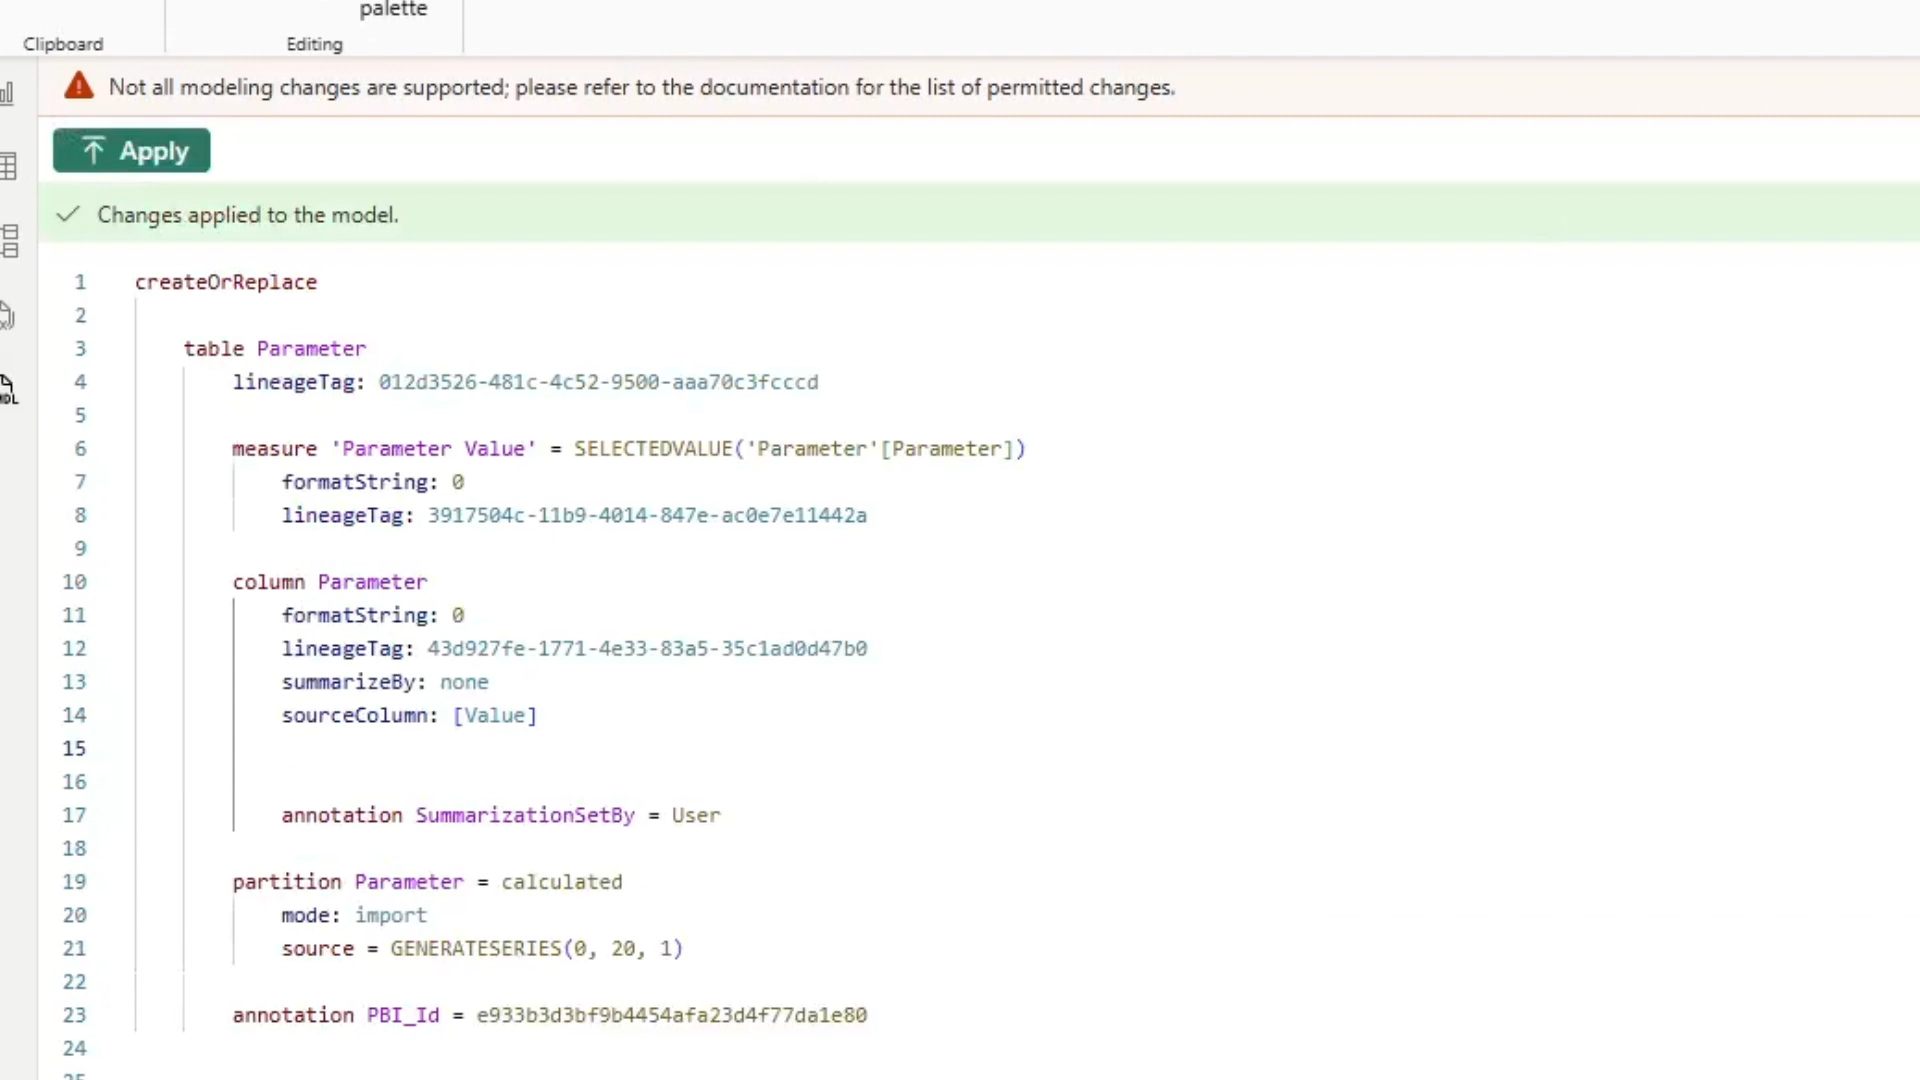 palette
Clipboard
Editing
Not all modeling changes are supported; please refer to the documentation for the list of permitted changes.
Apply
Changes applied to the model.
1 createOrReplace
2
3 table Parameter
4 lineageTag: 012d3526-481c-4c52-9500-aaa70c3fcccd
5
6 measure 'Parameter Value' = SELECTEDVALUE('Parameter'[Parameter])
7 formatString: 0
8 lineageTag: 3917504c-11b9-4014-847e-ac0e7e11442a
9
10 column Parameter
11 formatString: 0
12 lineageTag: 43d927fe-1771-4e33-83a5-35c1ad0d47b0
13 summarizeBy: none
14 sourceColumn: [Value]
15
16
17 annotation SummarizationSetBy = User
18
19 partition Parameter = calculated
20 mode: import
21 source = GENERATESERIES(0, 20, 1)
22
23 annotation PBI_Id = e933b3d3bf9b4454afa23d4f77da1e80
24